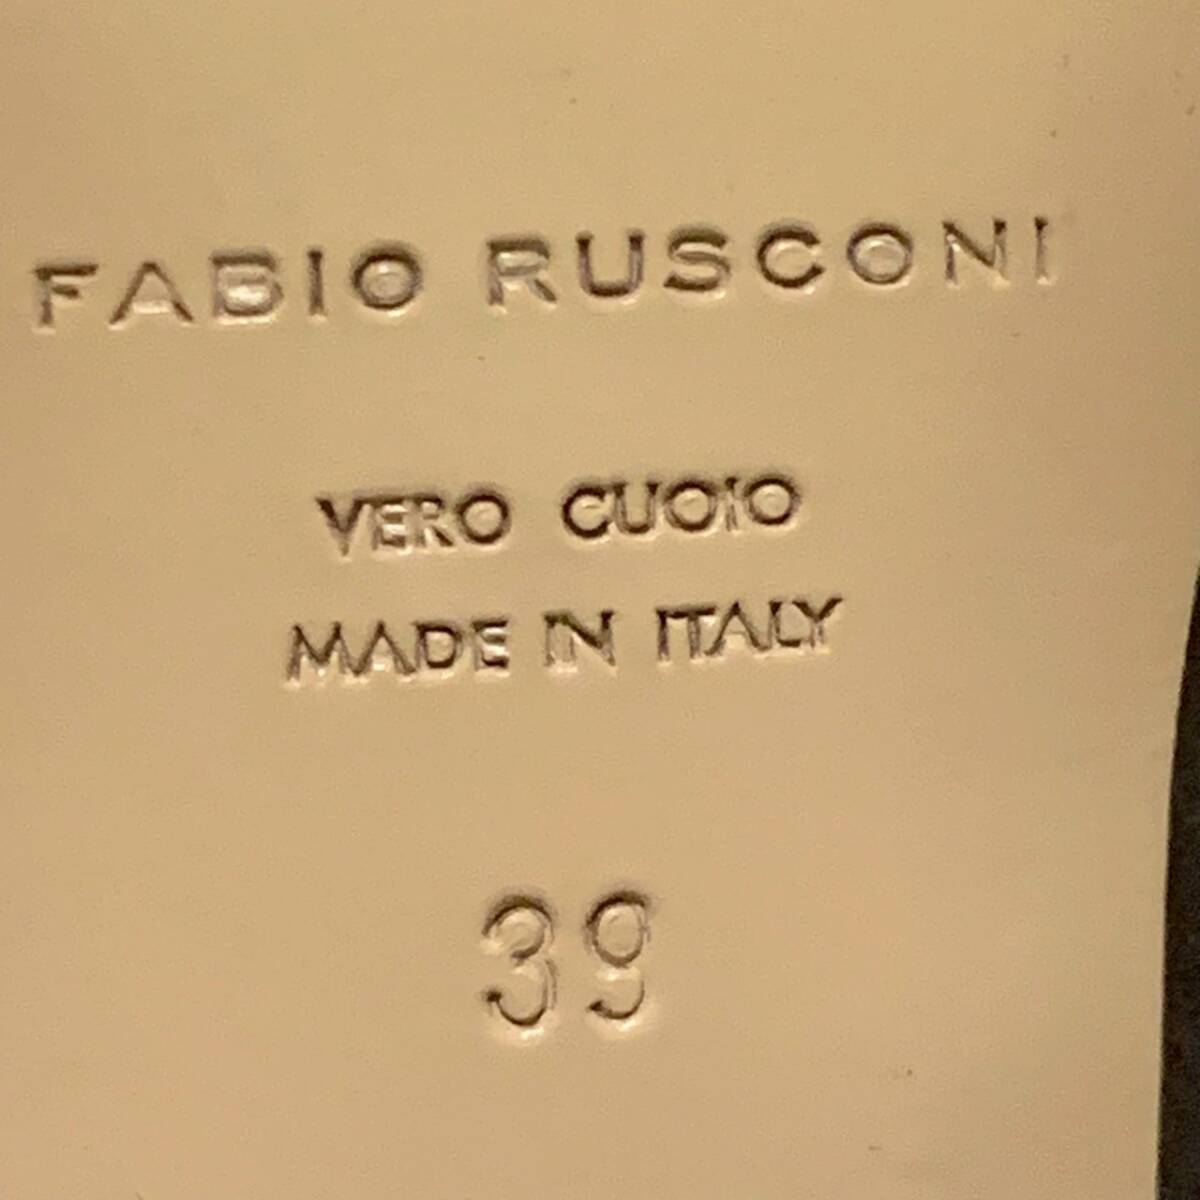 FABIO RUSCONI
VERO CUOIO
MADE IN ITALY
39